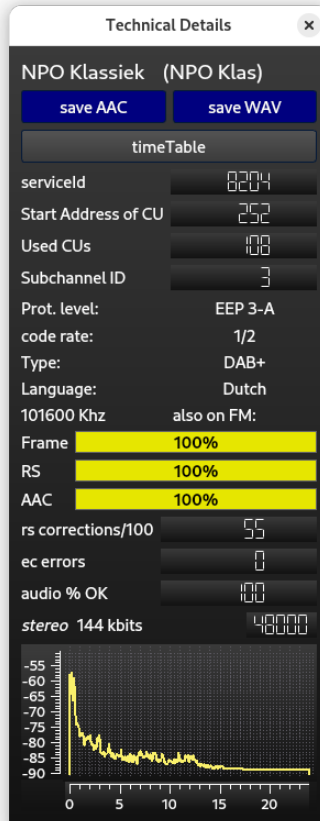 Technical Details
NPO Klassiek (NPO Klas)
save AAC save WAV
timeTable
serviceId 8204
Start Address of CU 252
Used CUs 108
Subchannel ID 3
Prot. level: EEP 3-A
code rate: 1/2
Type: DAB+
Language: Dutch
101600 Khz also on FM:
Frame 100%
RS 100%
AAC 100%
rs corrections/100 55
ec errors 0
audio % OK 100
stereo 144 kbits 48000
-55
-60
-65
-70
-75
-80
-85
-90
0 5 10 15 20